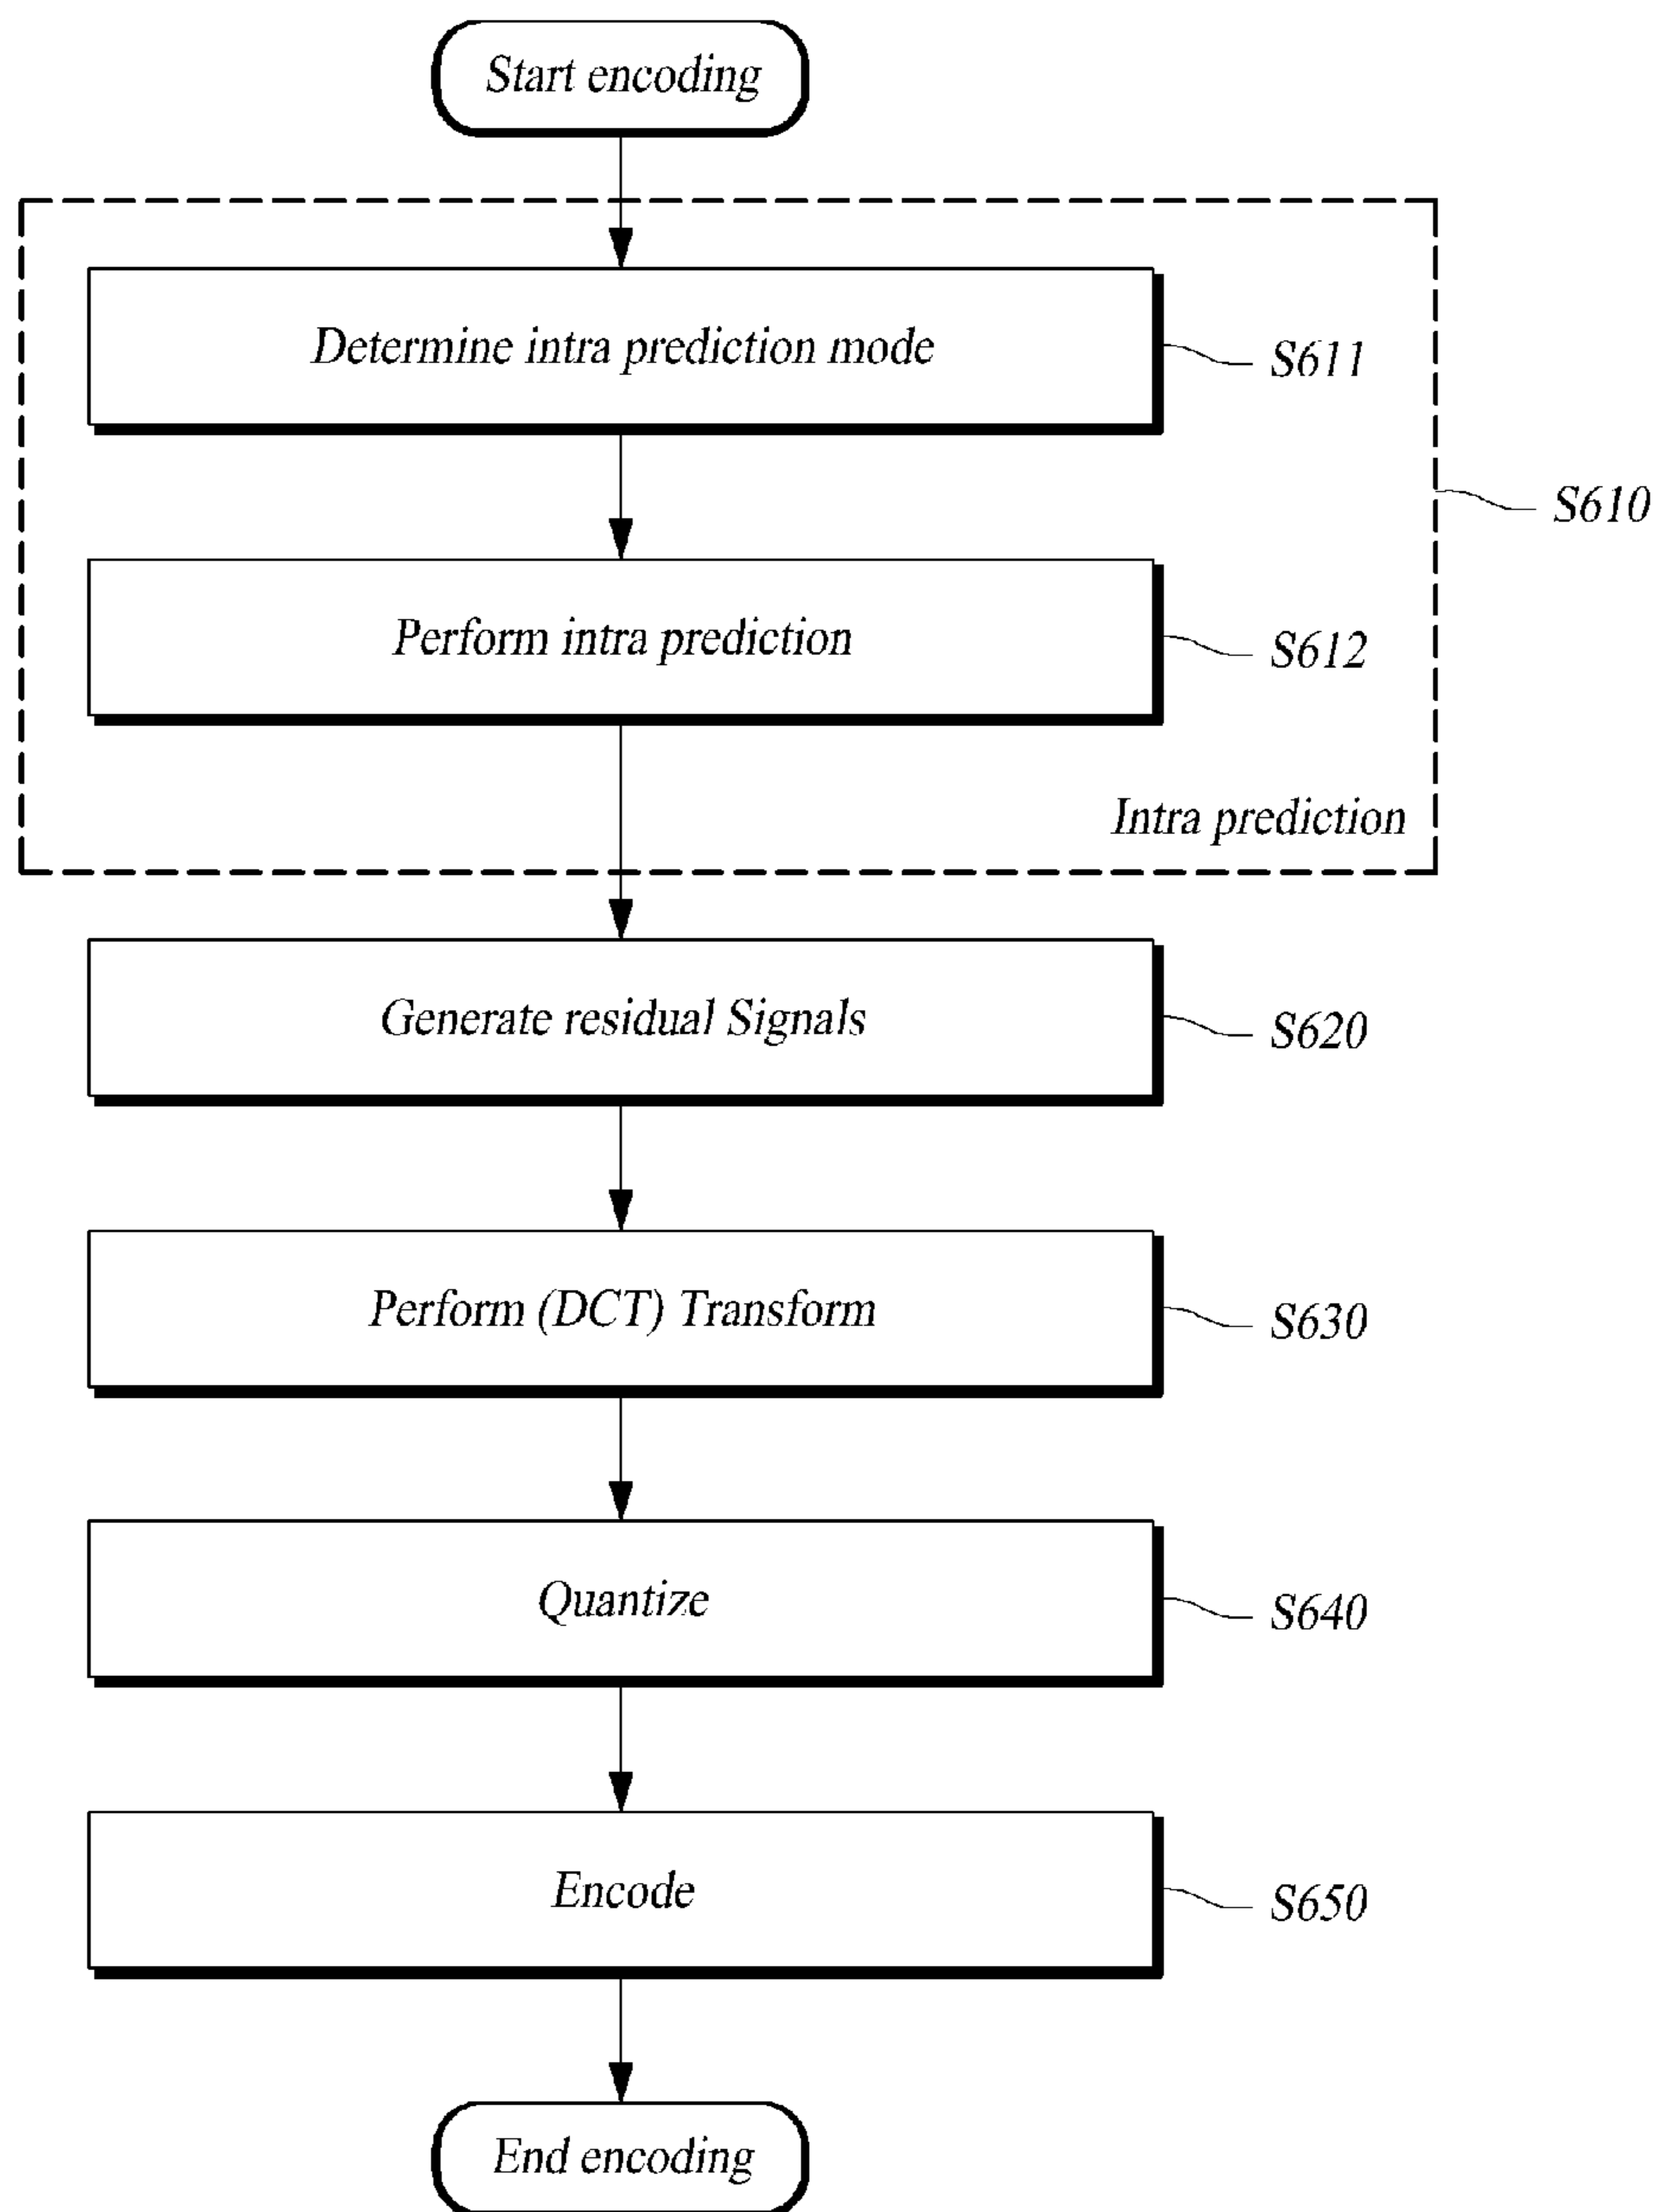 Start encoding
Determine intra prediction mode
S611
S610
Perform intra prediction
S612
Intra prediction
Generate residual Signals
S620
Perform (DCT) Transform
S630
Quantize
S640
Encode
S650
End encoding